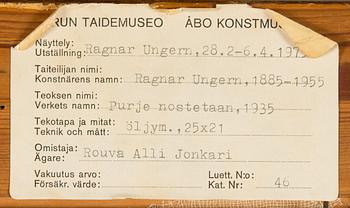 RUN TAIDEMUSEO ÅBO KONSTMU
Näyttely:
Utställning: Ragnar Ungern, 28.2-6.4.1975
Taiteilijan nimi:
Konstnärens namn: Ragnar Ungern, 1885-1955
Teoksen nimi:
Verkets namn: Purje nostetaan, 1935
Tekotapa ja mitat:
Teknik och mått: öljym., 25x21
Omistaja:
Ägare: Rouva Alli Jonkari
Vakuutus arvo: Luett. N:o:
Försäkr. värde: Kat. Nr: 46